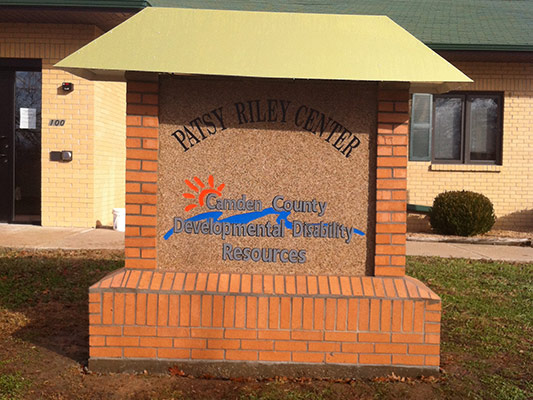 PATSY RILEY CENTER
Camden County
Developmental Disability
Resources
100